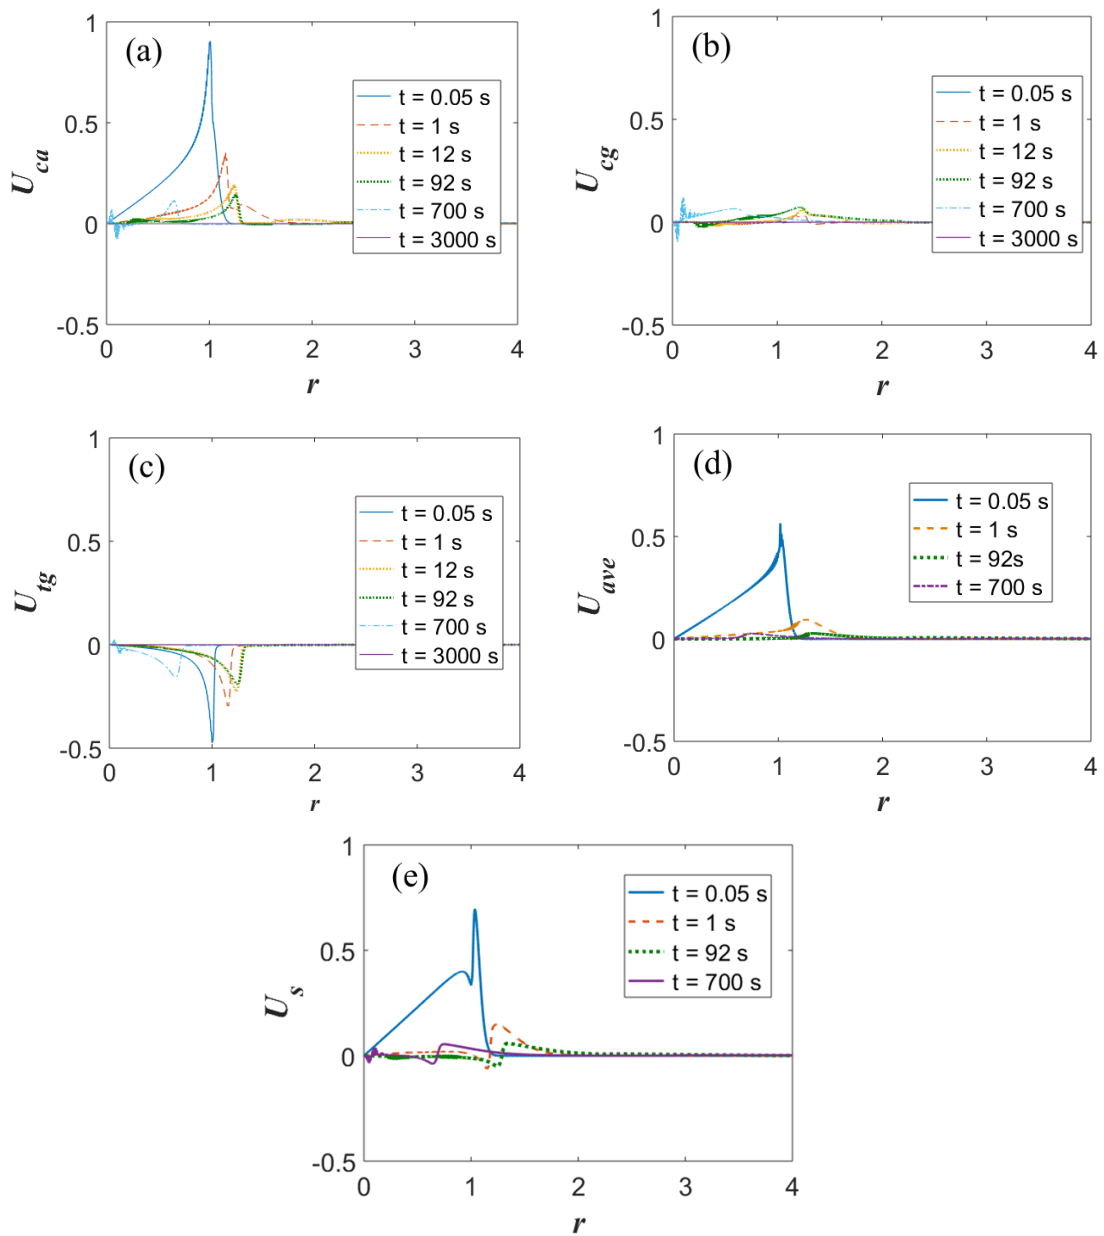 (a)
1
0.5
0
-0.5
U_ca
0 1 2 3 4
r
t = 0.05 s
t = 1 s
t = 12 s
t = 92 s
t = 700 s
t = 3000 s
(b)
1
0.5
0
-0.5
U_cg
0 1 2 3 4
r
t = 0.05 s
t = 1 s
t = 12 s
t = 92 s
t = 700 s
t = 3000 s
(c)
1
0.5
0
-0.5
U_tg
0 1 2 3 4
r
t = 0.05 s
t = 1 s
t = 12 s
t = 92 s
t = 700 s
t = 3000 s
(d)
1
0.5
0
-0.5
U_ave
0 1 2 3 4
r
t = 0.05 s
t = 1 s
t = 92s
t = 700 s
(e)
1
0.5
0
-0.5
U_s
0 1 2 3 4
r
t = 0.05 s
t = 1 s
t = 92 s
t = 700 s